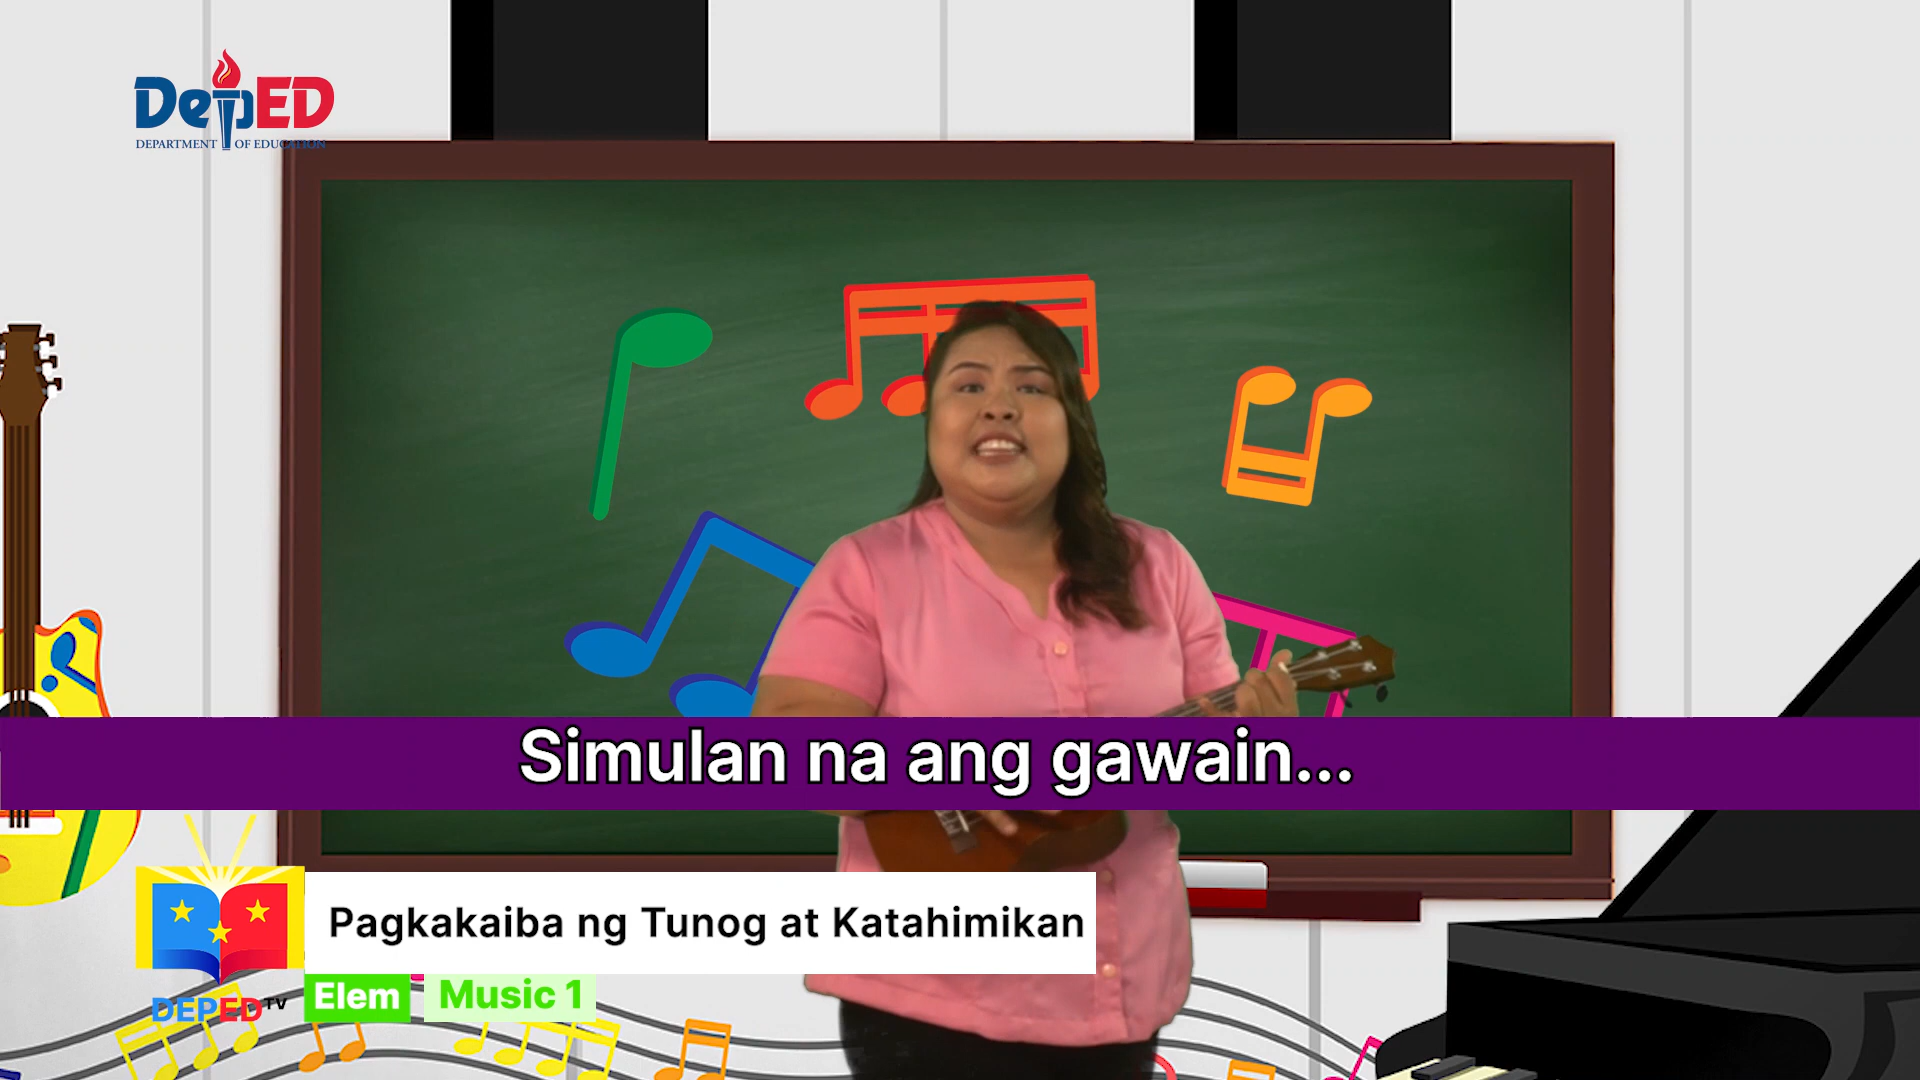 DepED
DEPARTMENT OF EDUCATION
Simulan na ang gawain...
Pagkakaiba ng Tunog at Katahimikan
DEPED TV
Elem Music 1